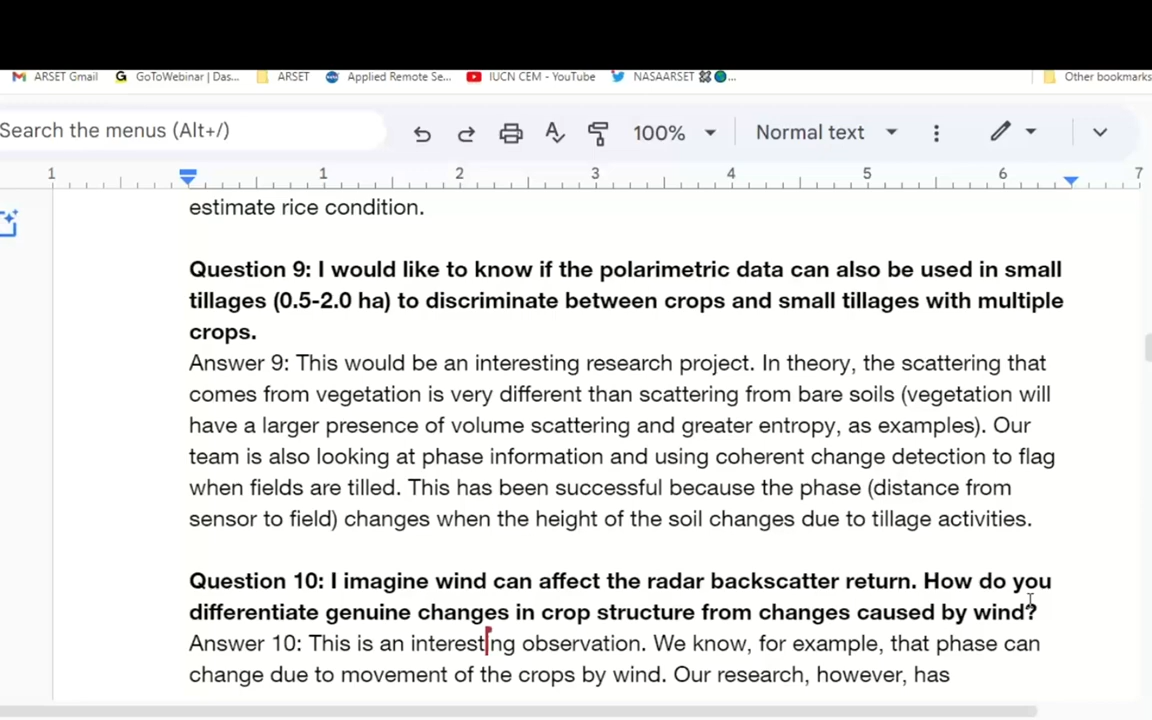 ARSET Gmail GoToWebinar | Das... ARSET Applied Remote Se... IUCN CEM - YouTube NASAARSET 🛰🌎... Other bookmarks
Search the menus (Alt+/) 100% Normal text
1 1 2 3 4 5 6 7
estimate rice condition.
Question 9: I would like to know if the polarimetric data can also be used in small
tillages (0.5-2.0 ha) to discriminate between crops and small tillages with multiple
crops.
Answer 9: This would be an interesting research project. In theory, the scattering that
comes from vegetation is very different than scattering from bare soils (vegetation will
have a larger presence of volume scattering and greater entropy, as examples). Our
team is also looking at phase information and using coherent change detection to flag
when fields are tilled. This has been successful because the phase (distance from
sensor to field) changes when the height of the soil changes due to tillage activities.
Question 10: I imagine wind can affect the radar backscatter return. How do you
differentiate genuine changes in crop structure from changes caused by wind?
Answer 10: This is an interesting observation. We know, for example, that phase can
change due to movement of the crops by wind. Our research, however, has